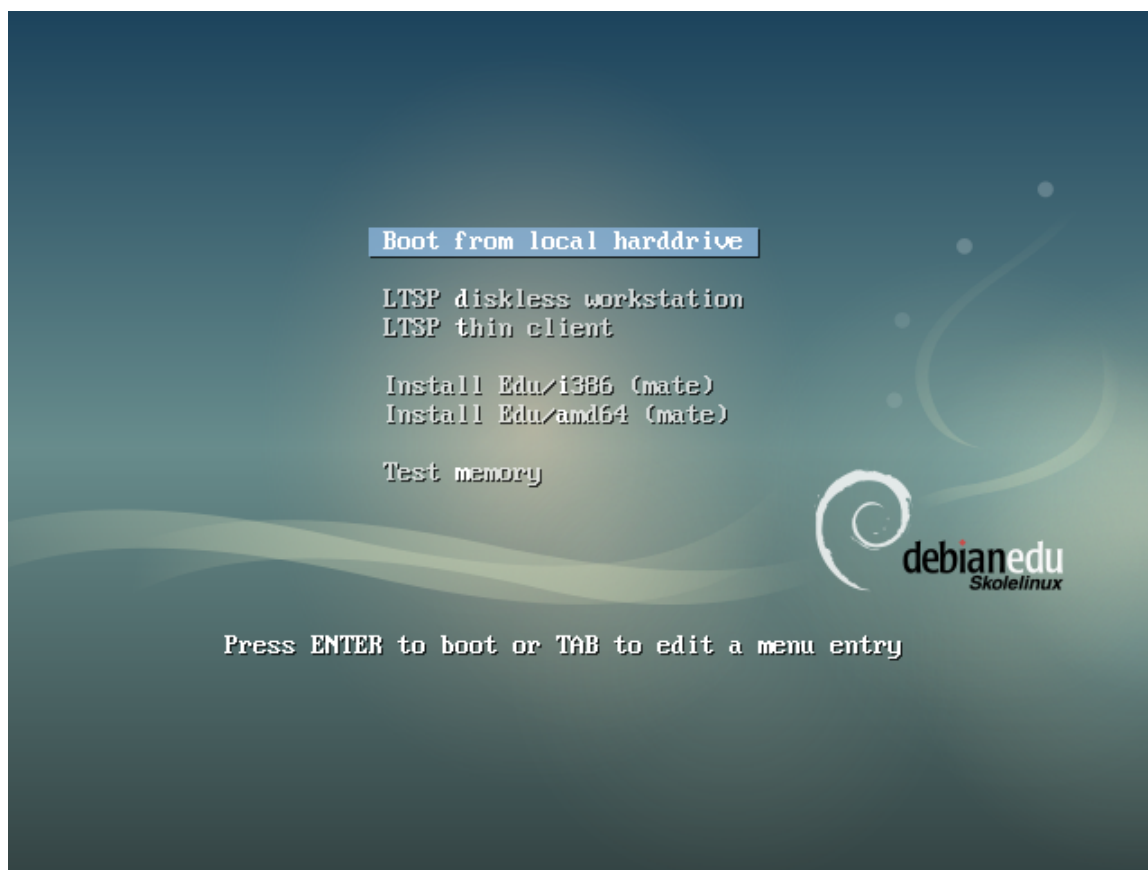 Boot from local harddrive
LTSP diskless workstation
LTSP thin client
Install Edu/i386 (mate)
Install Edu/amd64 (mate)
Test memory
debianedu
Skolelinux
Press ENTER to boot or TAB to edit a menu entry